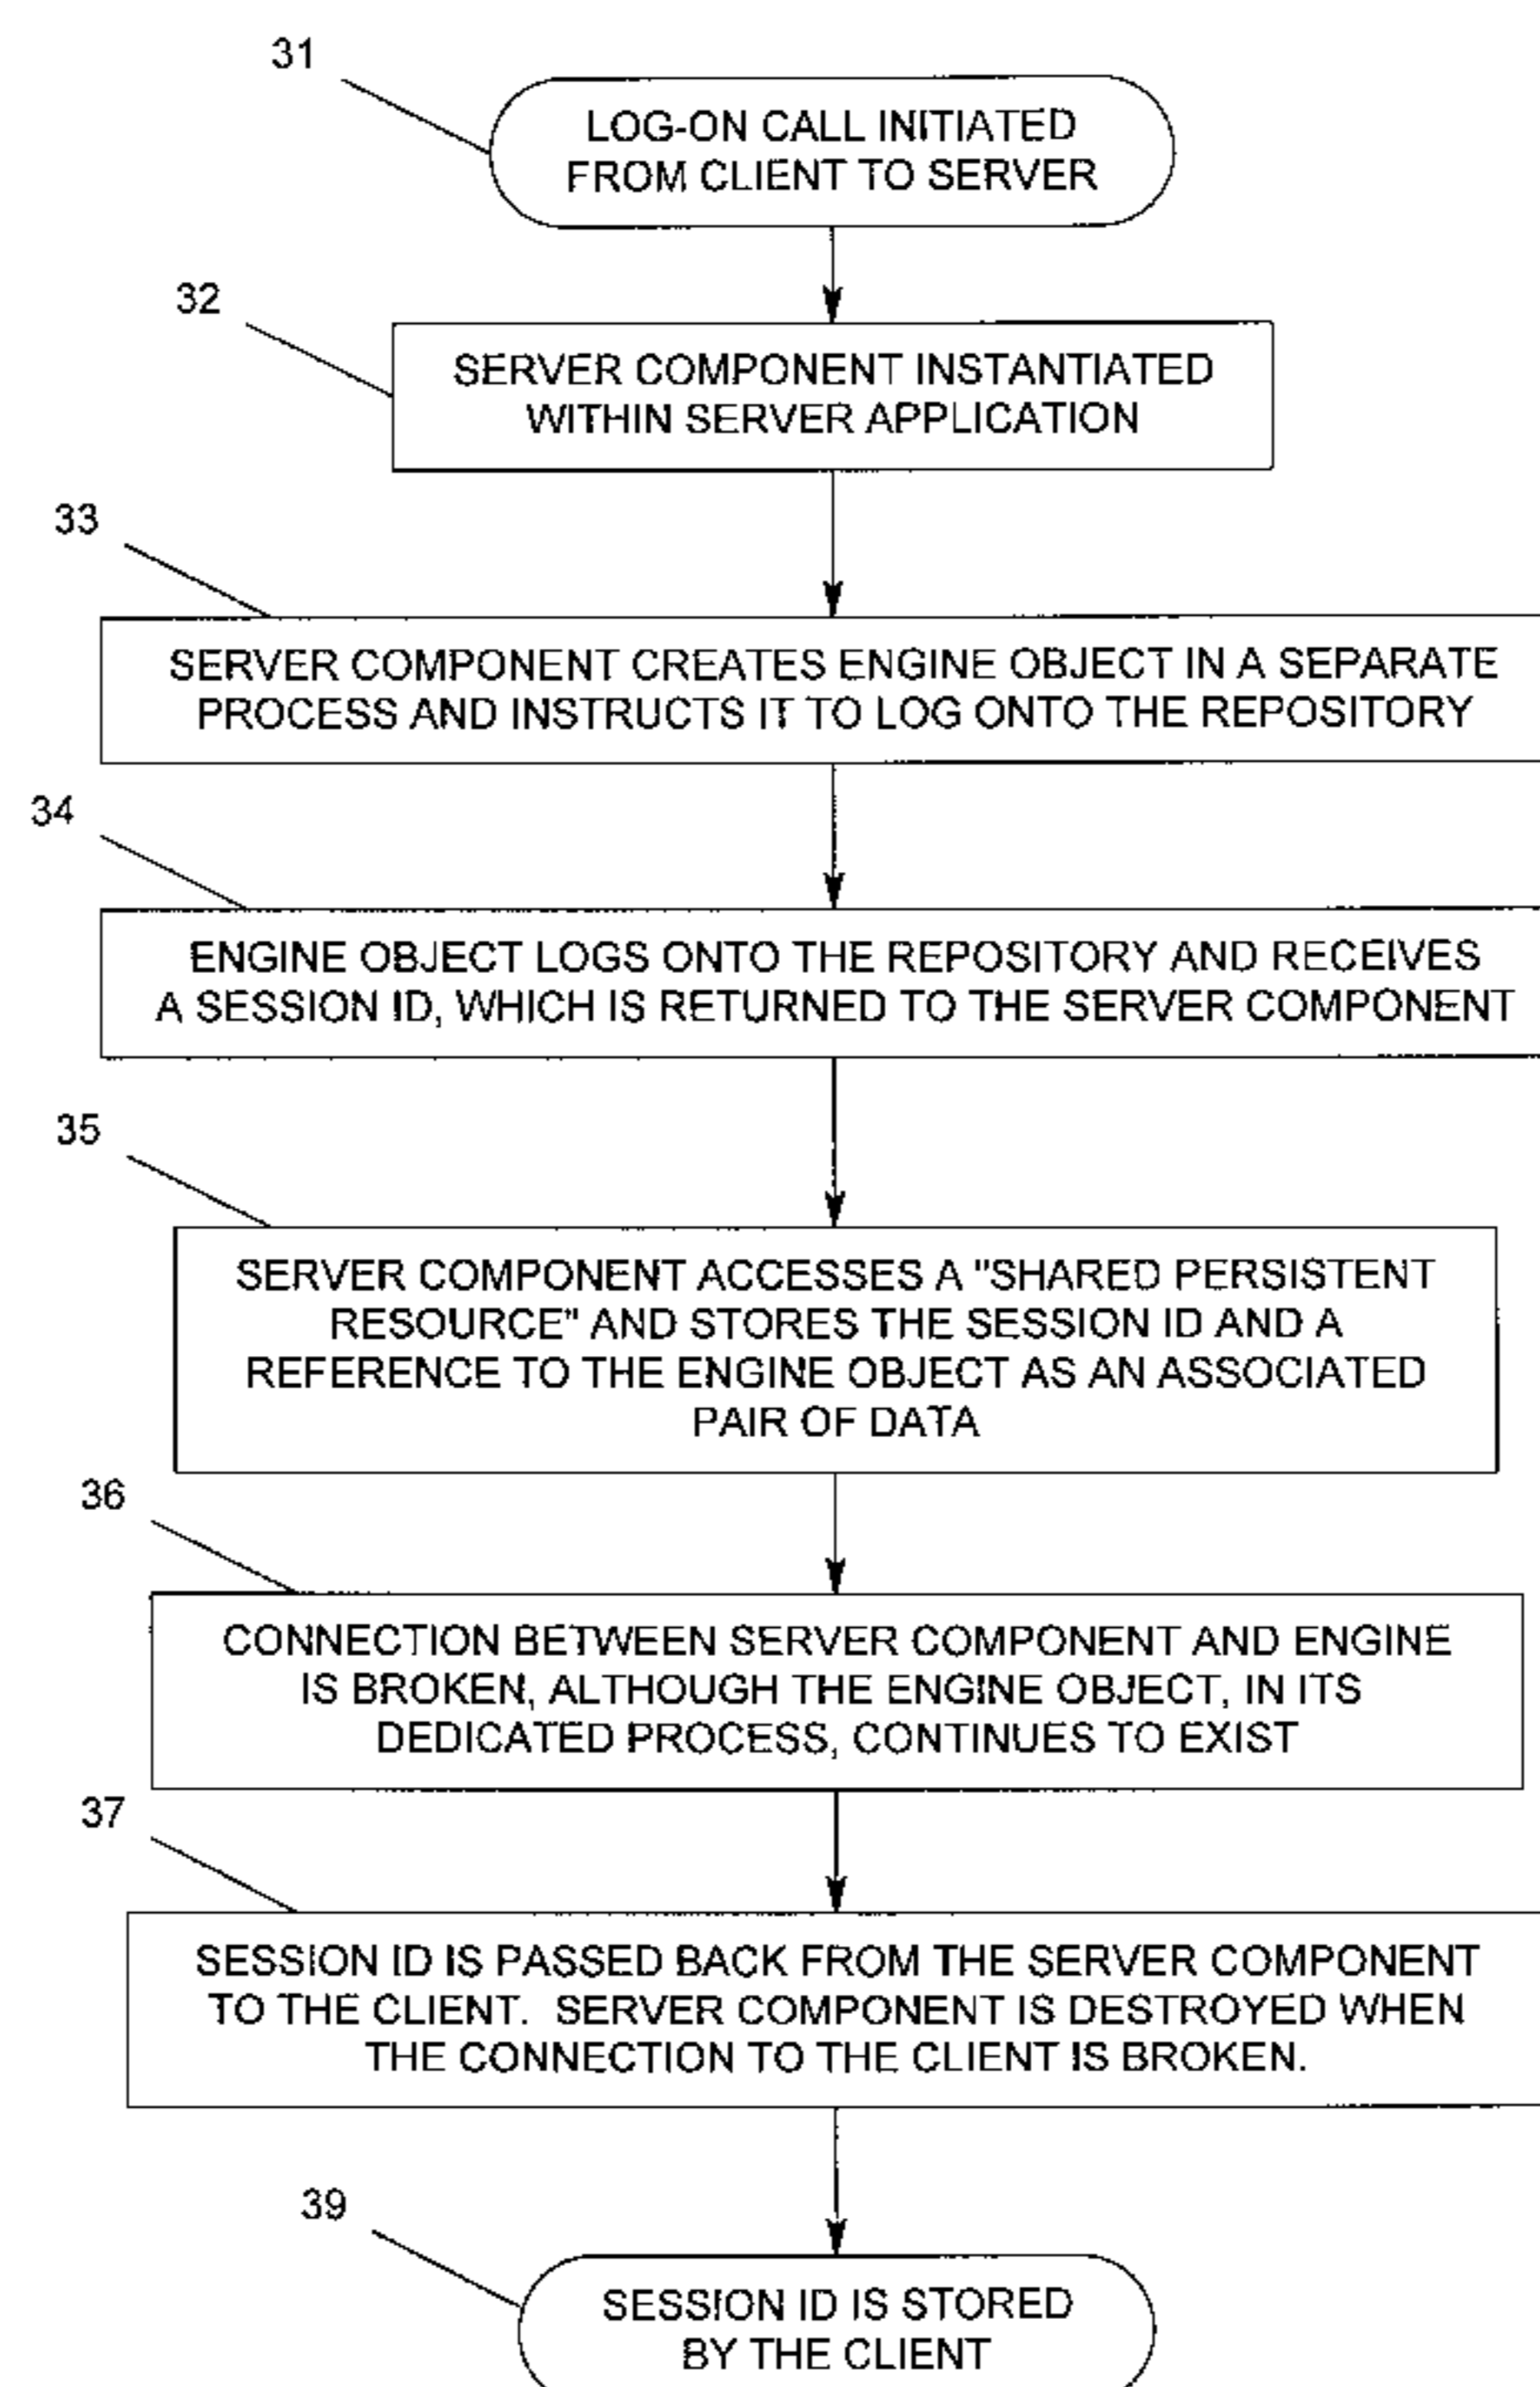 31
LOG-ON CALL INITIATED
FROM CLIENT TO SERVER
32
SERVER COMPONENT INSTANTIATED
WITHIN SERVER APPLICATION
33
SERVER COMPONENT CREATES ENGINE OBJECT IN A SEPARATE
PROCESS AND INSTRUCTS IT TO LOG ONTO THE REPOSITORY
34
ENGINE OBJECT LOGS ONTO THE REPOSITORY AND RECEIVES
A SESSION ID, WHICH IS RETURNED TO THE SERVER COMPONENT
35
SERVER COMPONENT ACCESSES A "SHARED PERSISTENT
RESOURCE" AND STORES THE SESSION ID AND A
REFERENCE TO THE ENGINE OBJECT AS AN ASSOCIATED
PAIR OF DATA
36
CONNECTION BETWEEN SERVER COMPONENT AND ENGINE
IS BROKEN, ALTHOUGH THE ENGINE OBJECT, IN ITS
DEDICATED PROCESS, CONTINUES TO EXIST
37
SESSION ID IS PASSED BACK FROM THE SERVER COMPONENT
TO THE CLIENT. SERVER COMPONENT IS DESTROYED WHEN
THE CONNECTION TO THE CLIENT IS BROKEN.
39
SESSION ID IS STORED
BY THE CLIENT